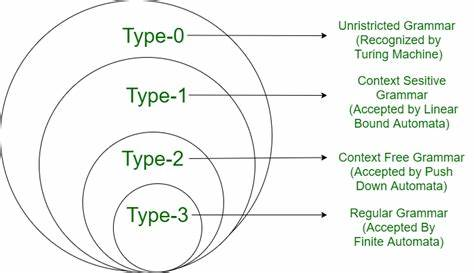 Type-0
Unristricted Grammar
(Recognized by
Turing Machine)
Type-1
Context Sesitive
Grammar
(Accepted by Linear
Bound Automata)
Type-2
Context Free Grammar
(Accepted by Push
Down Automata)
Type-3
Regular Grammar
(Accepted By
Finite Automata)